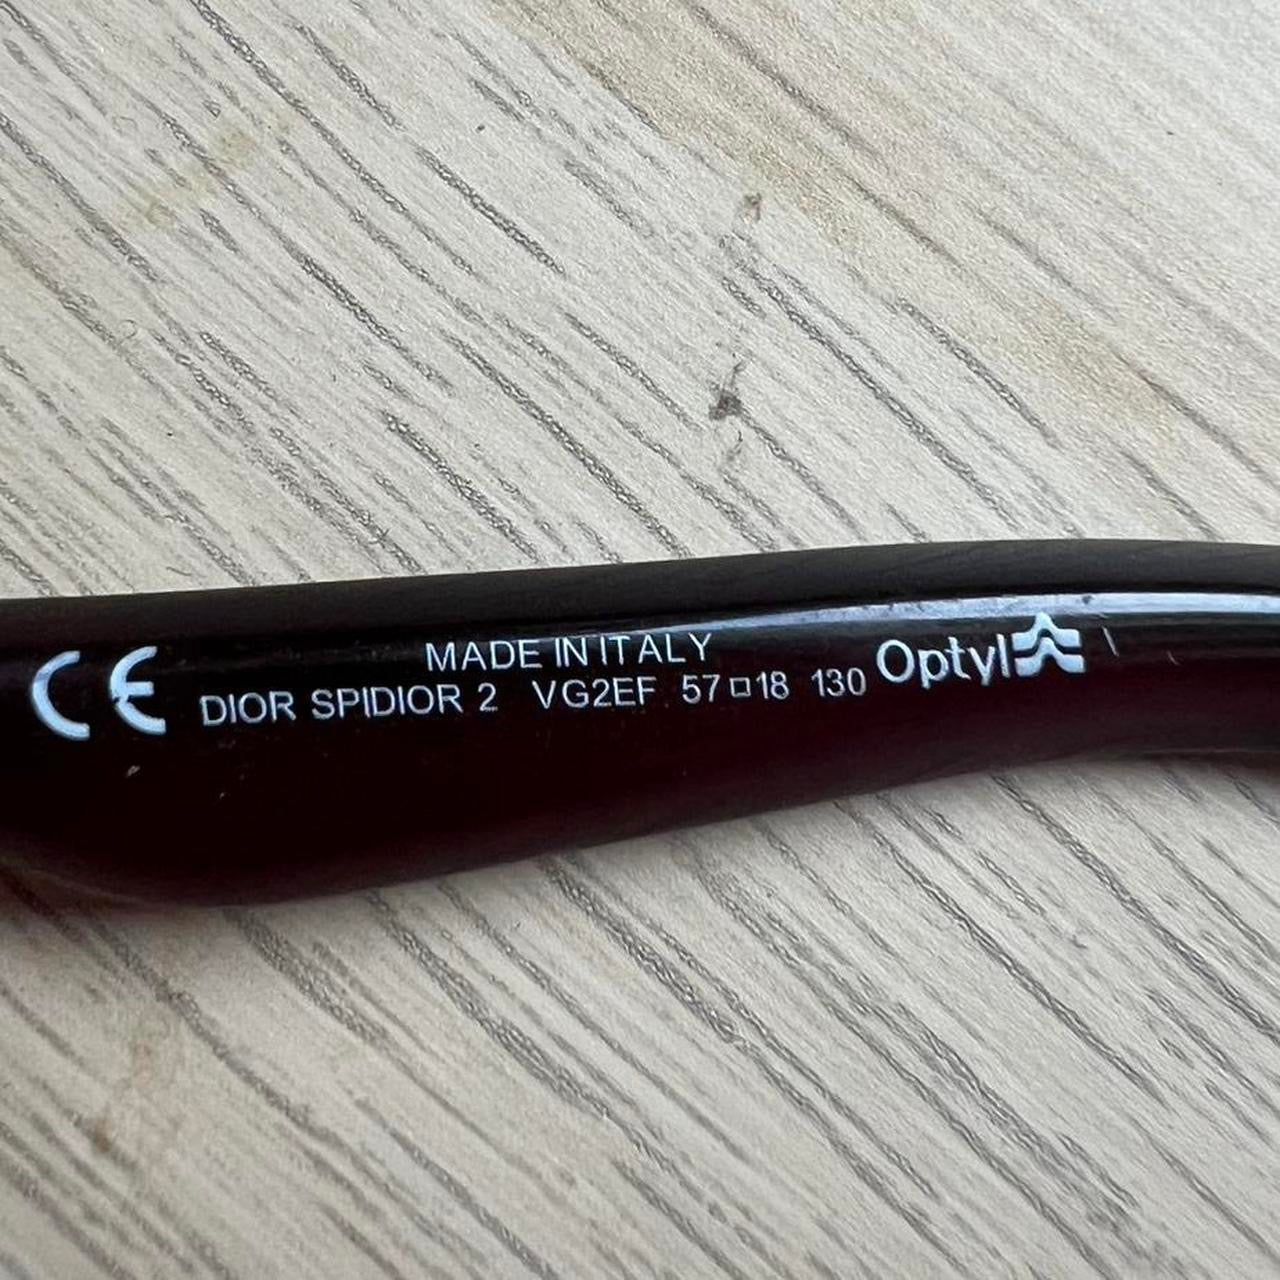 CE
MADE IN ITALY
DIOR SPIDIOR 2 VG2EF 57□18 130
Optyl